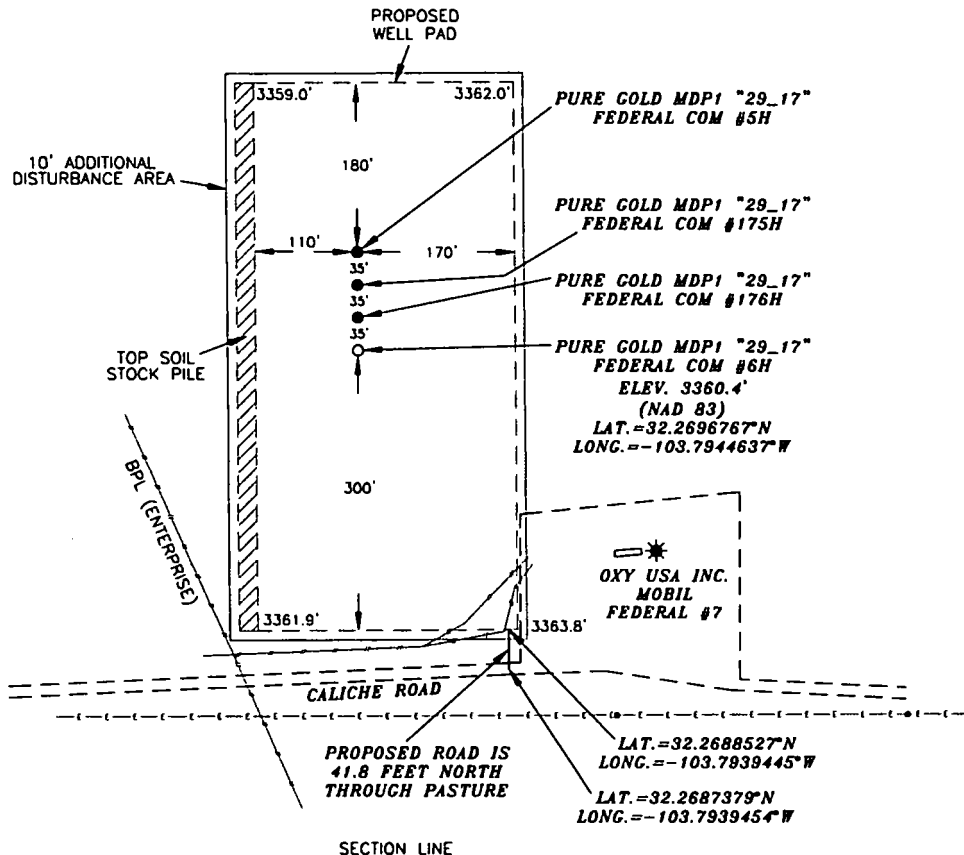 PROPOSED
WELL PAD
3359.0'
3362.0'
PURE GOLD MDP1 "29_17"
FEDERAL COM #5H
10' ADDITIONAL
DISTURBANCE AREA
180'
PURE GOLD MDP1 "29_17"
FEDERAL COM #175H
110'
170'
35'
35'
35'
PURE GOLD MDP1 "29_17"
FEDERAL COM #176H
TOP SOIL
STOCK PILE
PURE GOLD MDP1 "29_17"
FEDERAL COM #6H
ELEV. 3360.4'
(NAD 83)
LAT.=32.2696767°N
LONG.=-103.7944637°W
BPL (ENTERPRISE)
300'
OXY USA INC.
MOBIL
FEDERAL #7
3361.9'
3363.8'
CALICHE ROAD
PROPOSED ROAD IS
41.8 FEET NORTH
THROUGH PASTURE
LAT.=32.2688527°N
LONG.=-103.7939445°W
LAT.=32.2687379°N
LONG.=-103.7939454°W
SECTION LINE